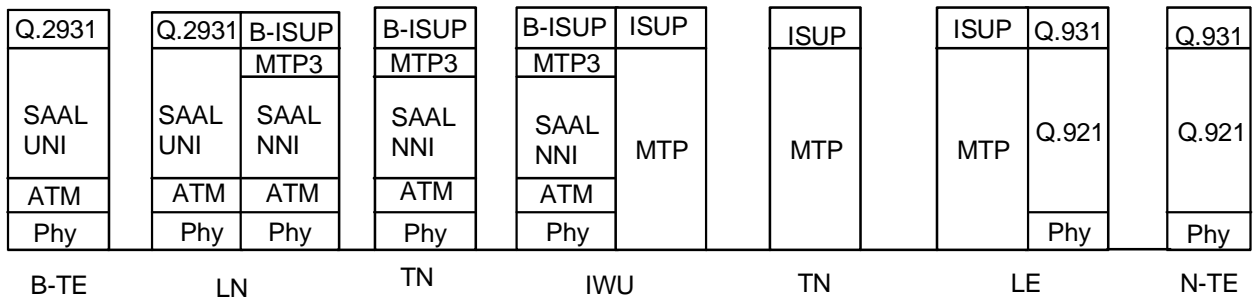 Q.2931 Q.2931 B-ISUP B-ISUP B-ISUP ISUP ISUP ISUP Q.931 Q.931
MTP3 MTP3 MTP3
SAAL SAAL SAAL SAAL SAAL
UNI UNI NNI NNI NNI MTP MTP MTP Q.921 Q.921
ATM ATM ATM ATM ATM
Phy Phy Phy Phy Phy Phy Phy
B-TE LN TN IWU TN LE N-TE